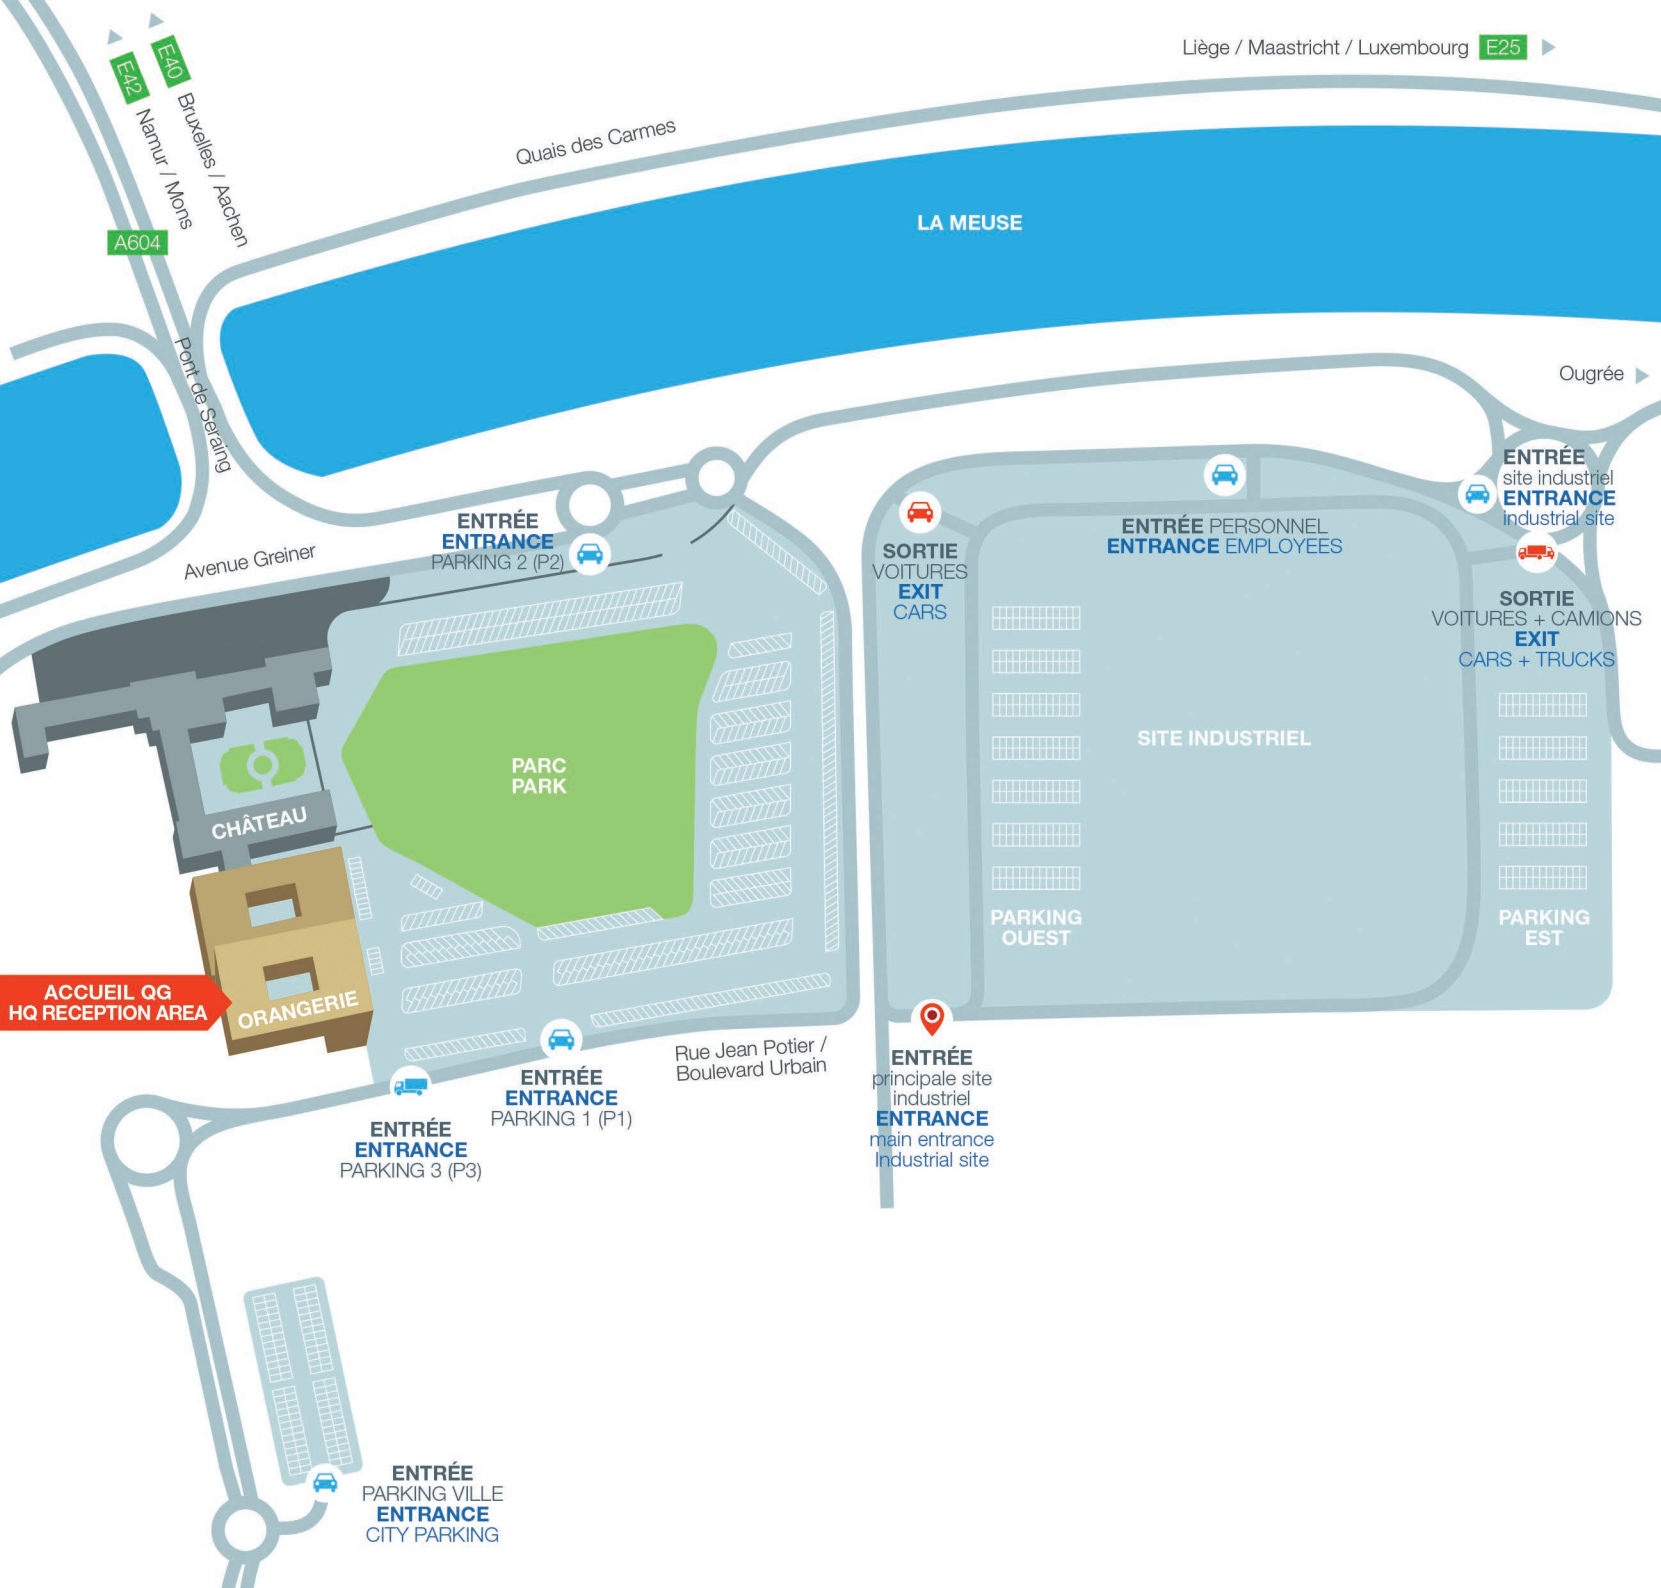 Liège / Maastricht / Luxembourg E25
E40 Bruxelles / Aachen
E42 Namur / Mons
Quais des Carmes
LA MEUSE
A604
Pont de Seraing
Ougrée
Avenue Greiner
ENTRÉE
ENTRANCE
PARKING 2 (P2)
SORTIE
VOITURES
EXIT
CARS
ENTRÉE PERSONNEL
ENTRANCE EMPLOYEES
ENTRÉE
site industriel
ENTRANCE
industrial site
SORTIE
VOITURES + CAMIONS
EXIT
CARS + TRUCKS
PARC
PARK
SITE INDUSTRIEL
CHÂTEAU
PARKING
OUEST
PARKING
EST
ACCUEIL QG
HQ RECEPTION AREA
ORANGERIE
Rue Jean Potier /
Boulevard Urbain
ENTRÉE
ENTRANCE
PARKING 1 (P1)
ENTRÉE
ENTRANCE
PARKING 3 (P3)
ENTRÉE
principale site
industriel
ENTRANCE
main entrance
Industrial site
ENTRÉE
PARKING VILLE
ENTRANCE
CITY PARKING